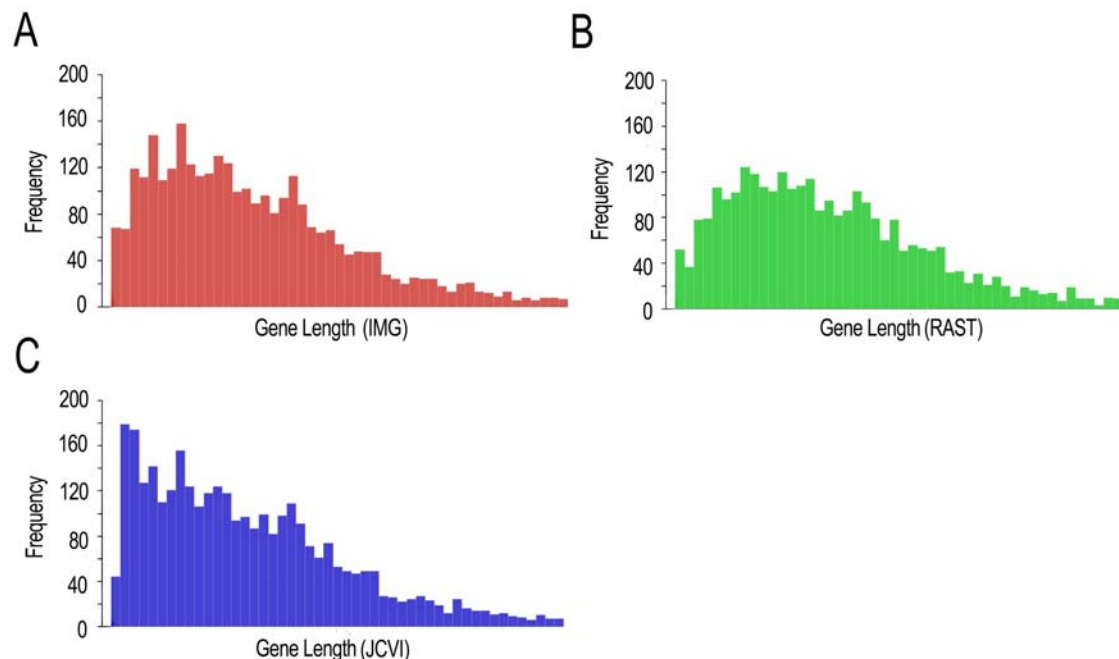 A
200
160
120
80
40
0
Frequency
Gene Length (IMG)
B
200
160
120
80
40
0
Frequency
Gene Length (RAST)
C
200
160
120
80
40
0
Frequency
Gene Length (JCVI)